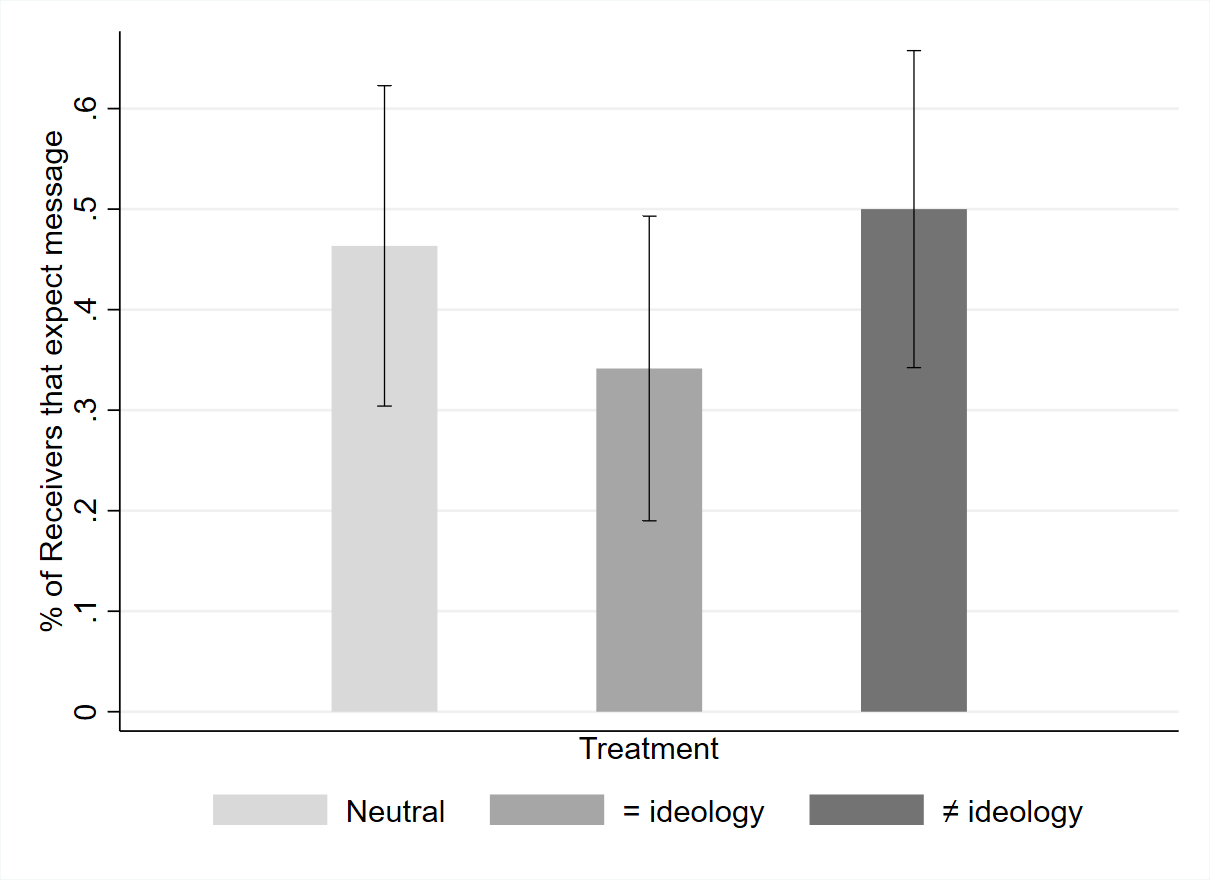 % of Receivers that expect message
.6
.5
.4
.3
.2
.1
0
Treatment
Neutral
= ideology
≠ ideology